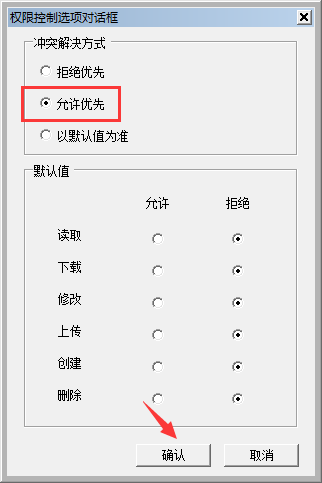 权限控制选项对话框
冲突解决方式
拒绝优先
允许优先
以默认值为准
默认值
允许 拒绝
读取
下载
修改
上传
创建
删除
确认 取消